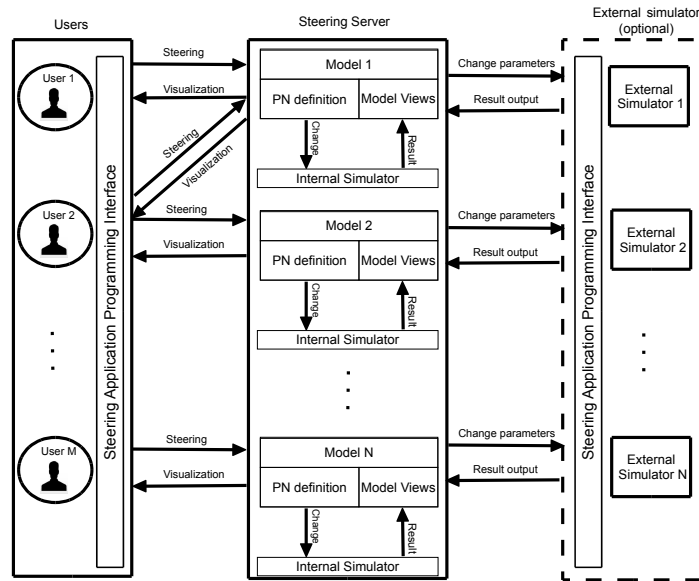 Users
Steering Server
External simulator
(optional)
User 1
User 2
User M
Steering Application Programming Interface
Steering
Visualization
Steering
Visualization
Steering
Visualization
Steering
Visualization
Model 1
PN definition
Model Views
Change
Result
Internal Simulator
Model 2
PN definition
Model Views
Change
Result
Internal Simulator
Model N
PN definition
Model Views
Change
Result
Internal Simulator
Change parameters
Result output
Change parameters
Result output
Change parameters
Result output
Steering Application Programming Interface
External
Simulator 1
External
Simulator 2
External
Simulator N